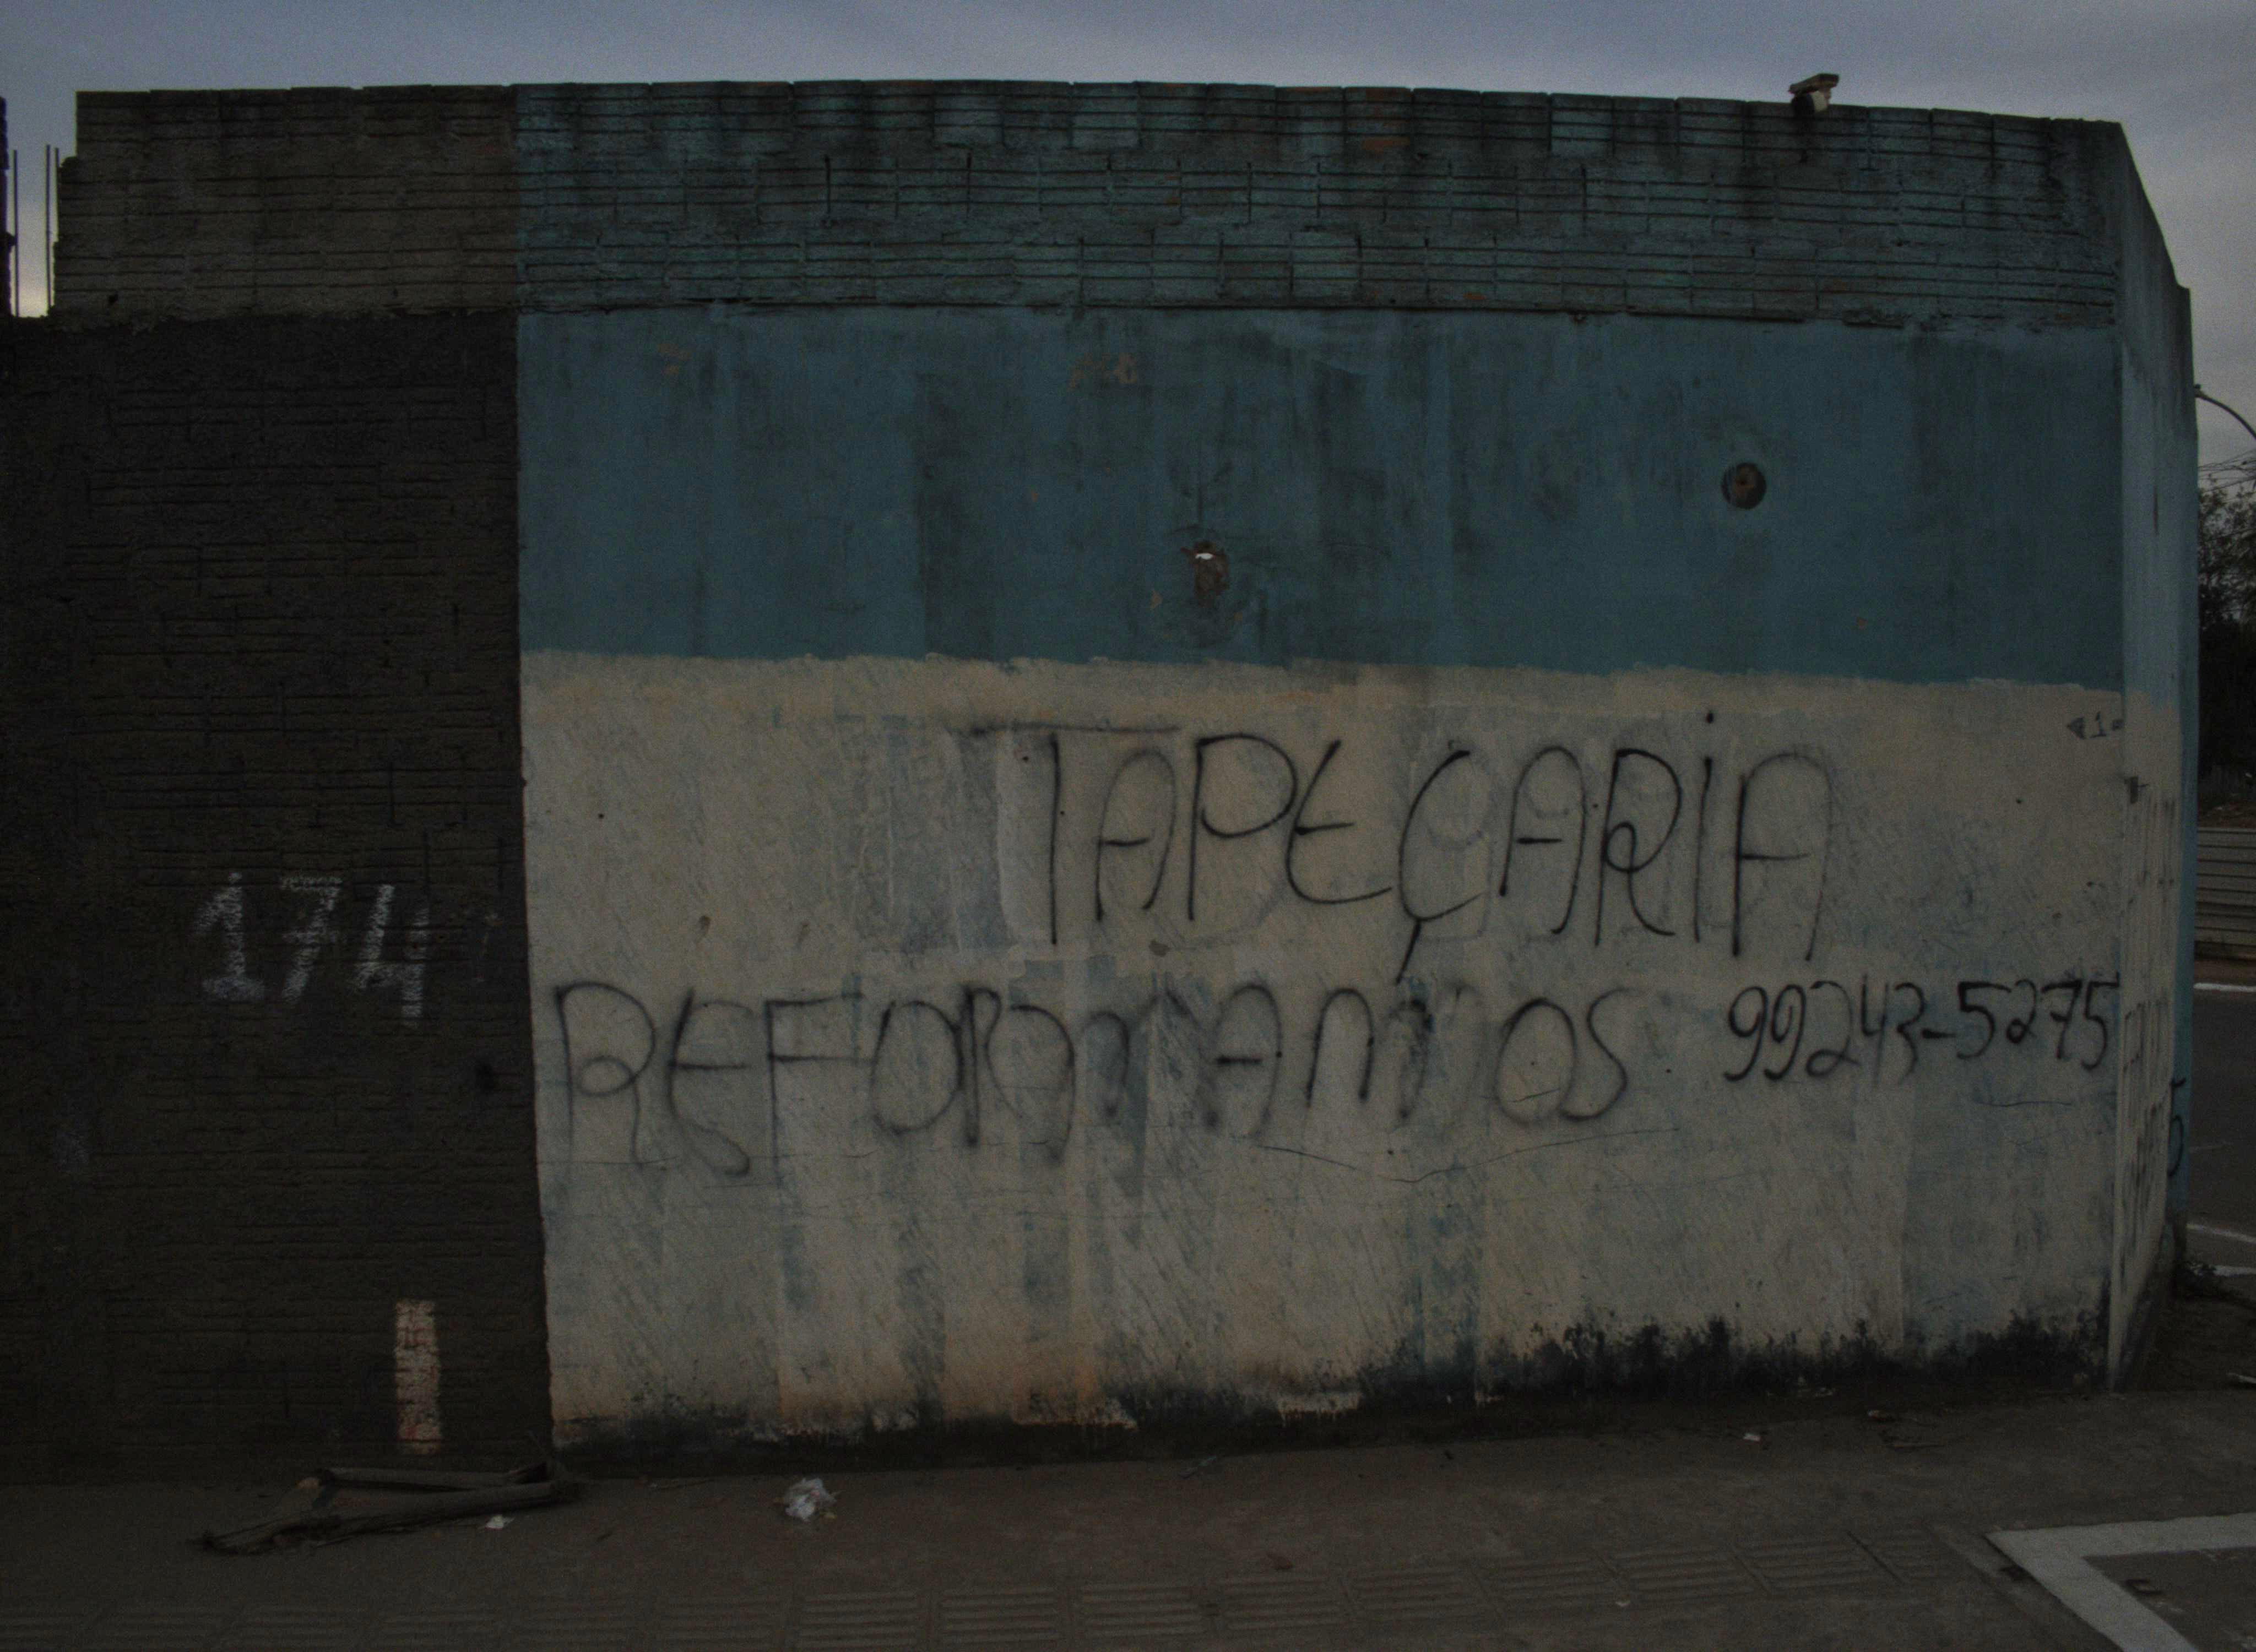 174
TAPEÇARIA
REFORMAMOS 99243-5275